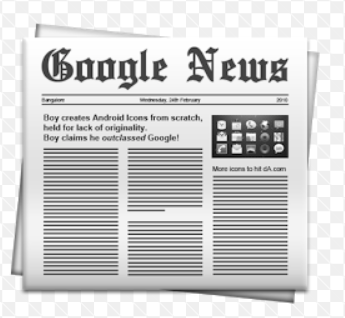 Google News
Bangalore Wednesday, 24th February 2010
Boy creates Android Icons from scratch,
held for lack of originality.
Boy claims he outclassed Google!
More icons to hit dA.com